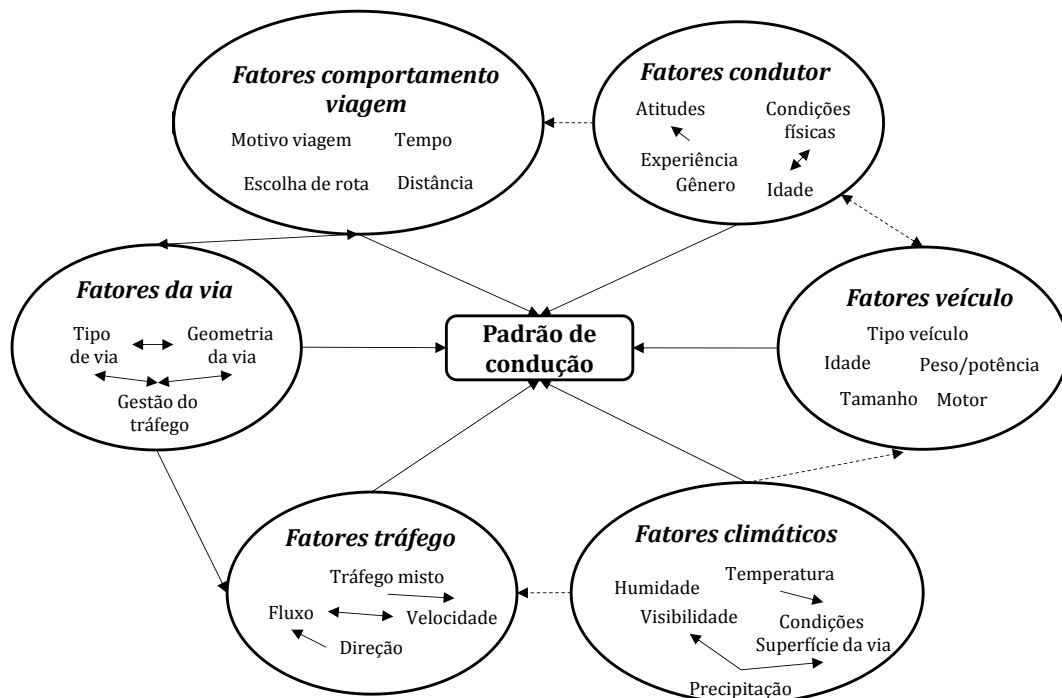 Fatores comportamento
viagem
Motivo viagem
Tempo
Escolha de rota
Distância
Fatores condutor
Atitudes
Condições
físicas
Experiência
Gênero
Idade
Fatores da via
Tipo
de via
Geometria
da via
Gestão do
tráfego
Padrão de
condução
Fatores veículo
Tipo veículo
Idade
Peso/potência
Tamanho
Motor
Fatores tráfego
Tráfego misto
Fluxo
Velocidade
Direção
Fatores climáticos
Humidade
Temperatura
Visibilidade
Condições
Superfície da via
Precipitação